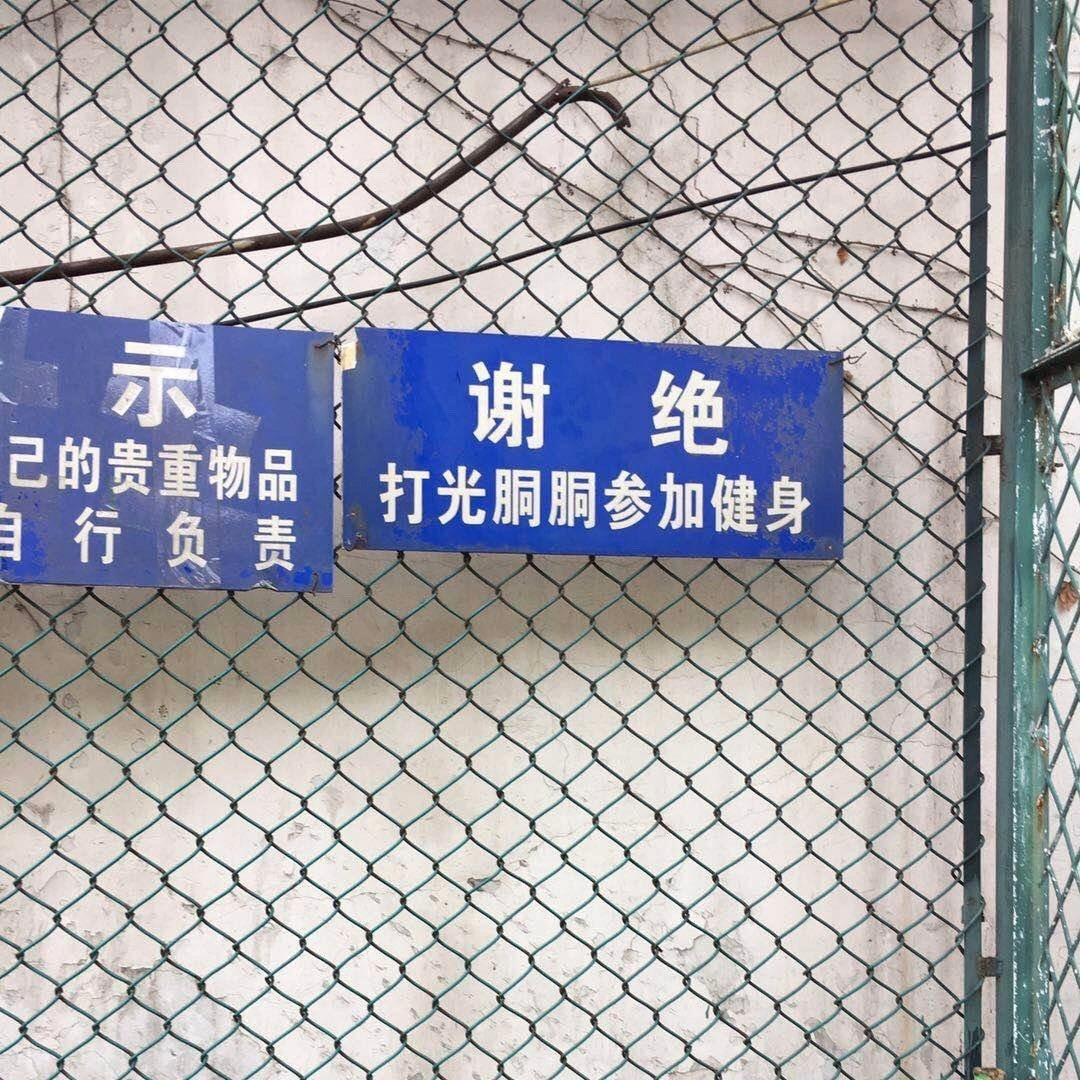 示
己的贵重物品
自行负责
谢绝
打光胴胴参加健身